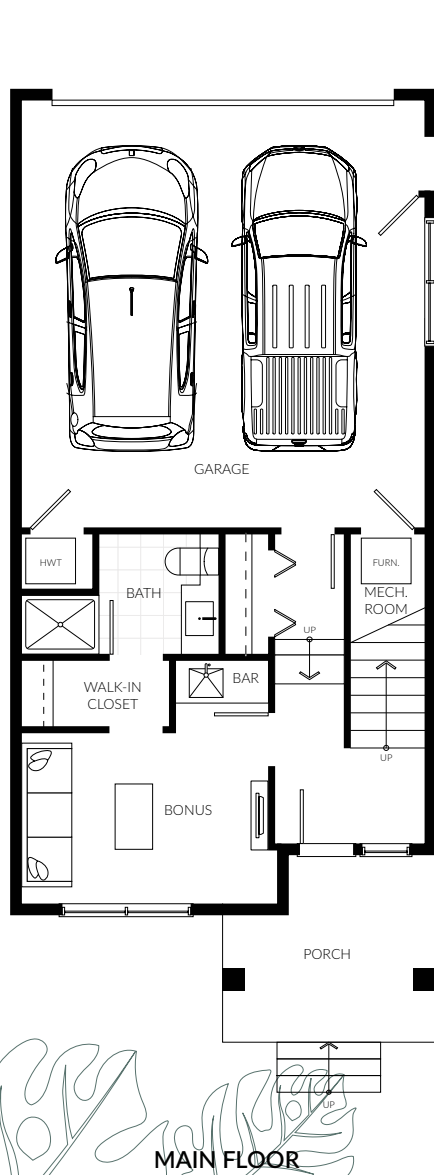 GARAGE
HWT
FURN.
BATH
MECH.
ROOM
UP
BAR
WALK-IN
CLOSET
UP
BONUS
PORCH
UP
MAIN FLOOR